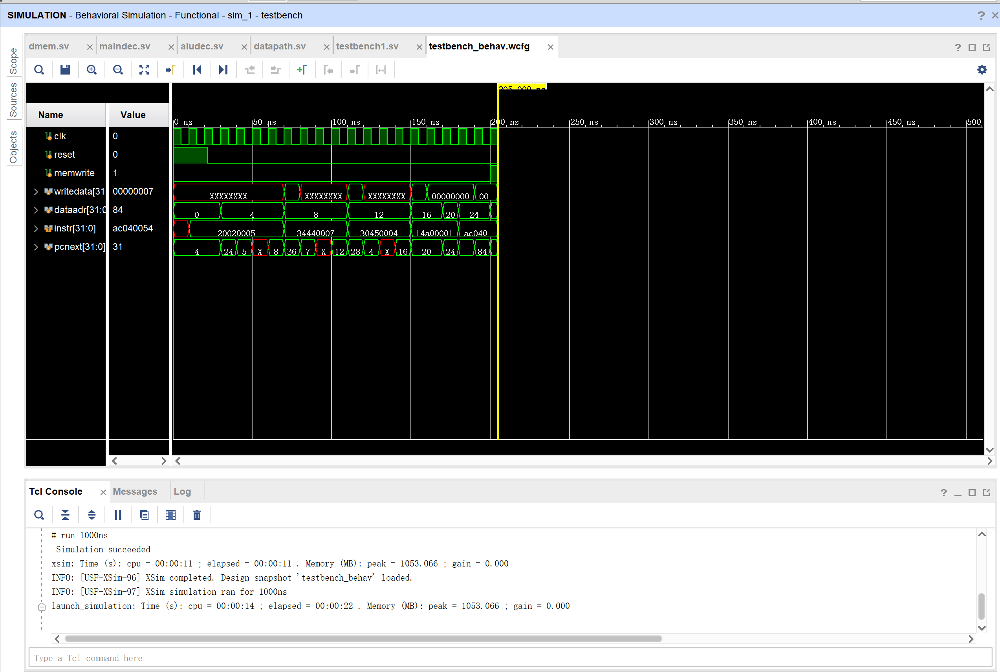 SIMULATION - Behavioral Simulation - Functional - sim_1 - testbench
Scope
Sources
Objects
dmem.sv
maindec.sv
aludec.sv
datapath.sv
testbench1.sv
testbench_behav.wcfg
205.000 ns
Name Value
0 ns 50 ns 100 ns 150 ns 200 ns 250 ns 300 ns 350 ns 400 ns 450 ns 500
clk 0
reset 0
memwrite 1
writedata[31 00000007 XXXXXXXX XXXXXXXX XXXXXXXX 00000000 00
dataadr[31:0 84 0 4 8 12 16 20 24
instr[31:0] ac040054 20020005 34440007 30450004 14a00001 ac040
pcnext[31:0] 31 4 24 5 X 8 36 7 X 12 28 4 X 16 20 24 84
Tcl Console
Messages
Log
# run 1000ns
Simulation succeeded
xsim: Time (s): cpu = 00:00:11 ; elapsed = 00:00:11 . Memory (MB): peak = 1053.066 ; gain = 0.000
INFO: [USF-XSim-96] XSim completed. Design snapshot 'testbench_behav' loaded.
INFO: [USF-XSim-97] XSim simulation ran for 1000ns
launch_simulation: Time (s): cpu = 00:00:14 ; elapsed = 00:00:22 . Memory (MB): peak = 1053.066 ; gain = 0.000
Type a Tcl command here